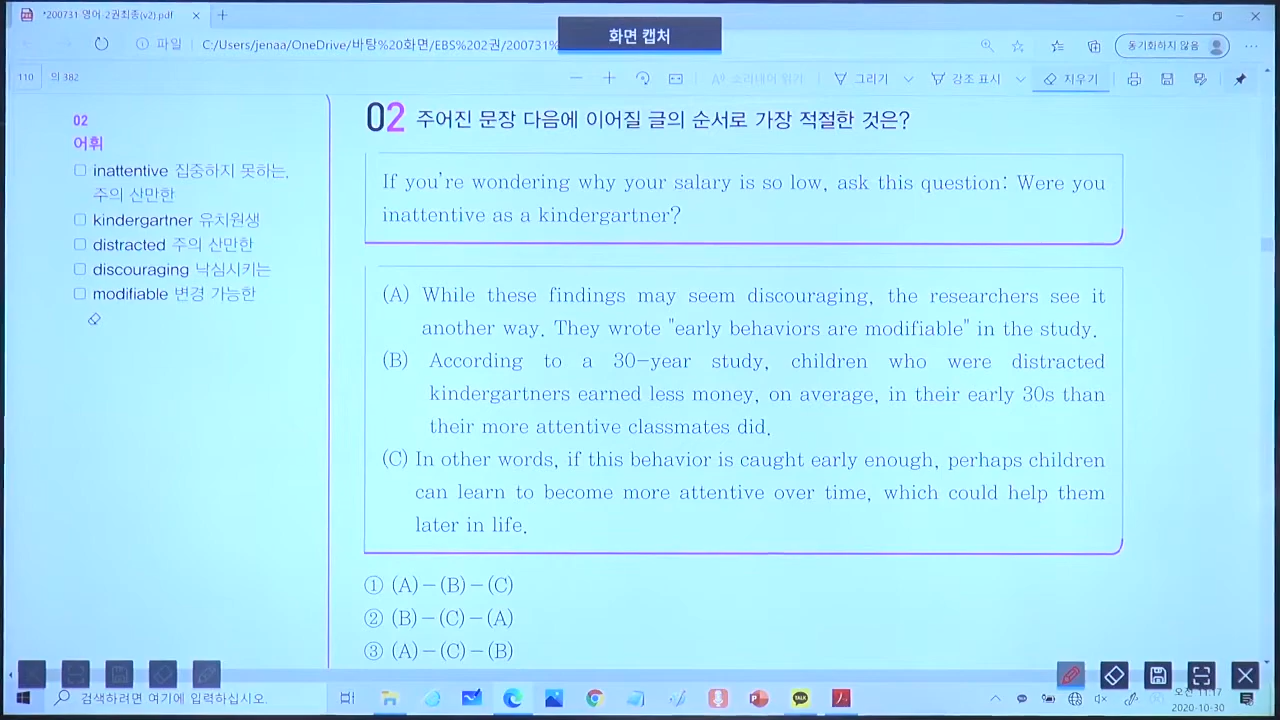 *200731 영어-2권최종(v2).pdf
화면 캡처
파일
C:/Users/jenaa/OneDrive/바탕%20화면/EBS%202권/200731%
동기화하지 않음
110 의 382
소리내어 읽기
그리기
강조 표시
지우기
02
어휘
inattentive 집중하지 못하는,
주의 산만한
kindergartner 유치원생
distracted 주의 산만한
discouraging 낙심시키는
modifiable 변경 가능한
02 주어진 문장 다음에 이어질 글의 순서로 가장 적절한 것은?
If you're wondering why your salary is so low, ask this question: Were you
inattentive as a kindergartner?
(A) While these findings may seem discouraging, the researchers see it
another way. They wrote "early behaviors are modifiable" in the study.
(B) According to a 30-year study, children who were distracted
kindergartners earned less money, on average, in their early 30s than
their more attentive classmates did.
(C) In other words, if this behavior is caught early enough, perhaps children
can learn to become more attentive over time, which could help them
later in life.
① (A)-(B)-(C)
② (B)-(C)-(A)
③ (A)-(C)-(B)
검색하려면 여기에 입력하십시오.
TALK
오전 11:17
2020-10-30